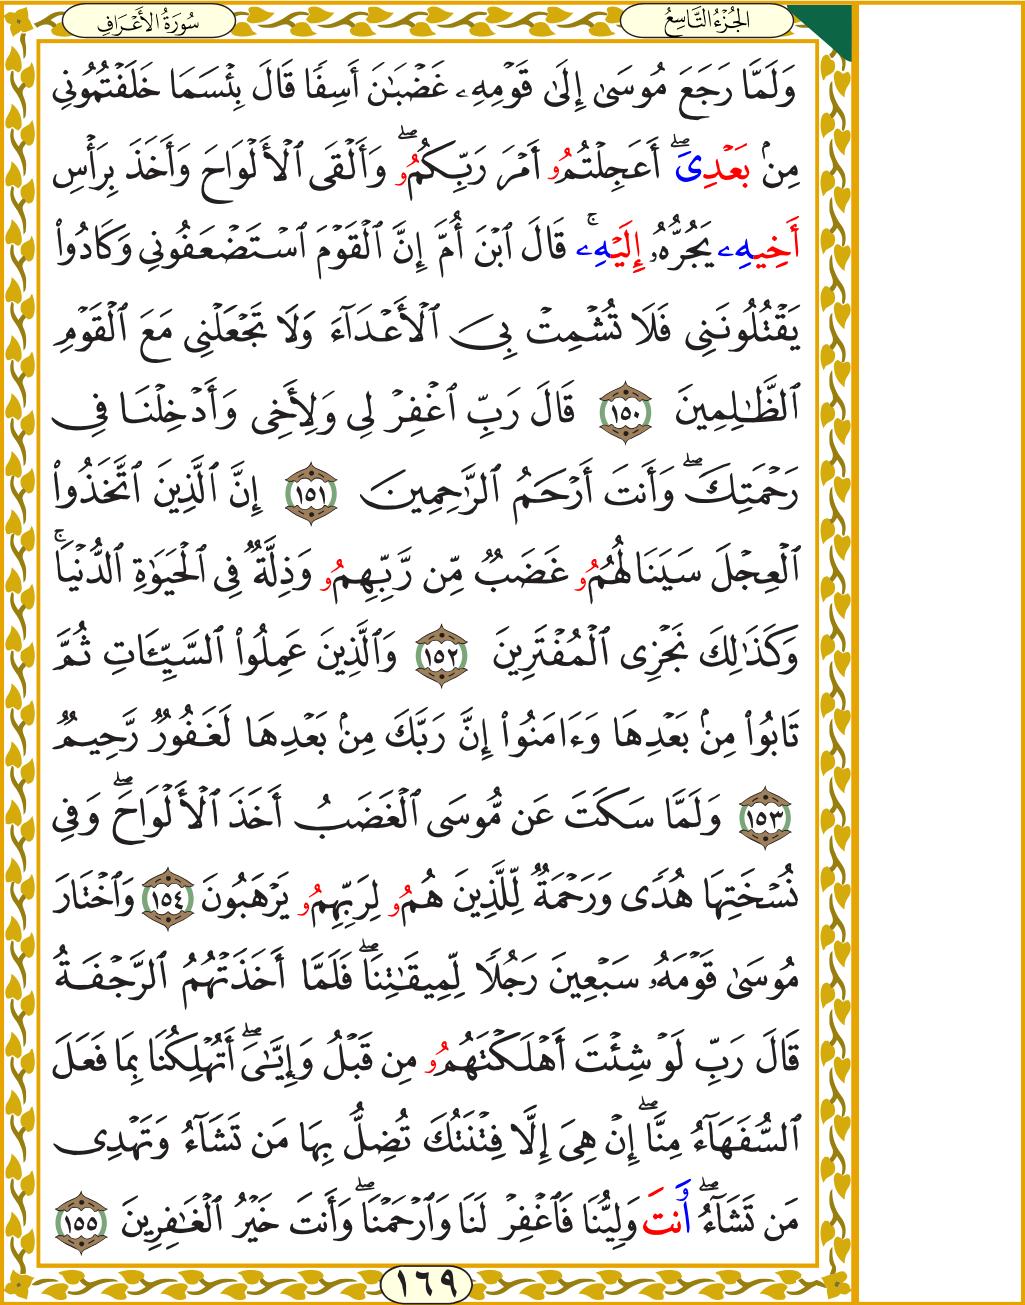 الجُزْءُ التَّاسِعُ
سُورَةُ الأَعْرَافِ
وَلَمَّا رَجَعَ مُوسَىٰ إِلَىٰ قَوْمِهِۦ غَضْبَٰنَ أَسِفٗا قَالَ بِئْسَمَا خَلَفْتُمُونِي
مِنۢ بَعْدِيَۖ أَعَجِلْتُمُۥ أَمْرَ رَبِّكُمُۥۖ وَأَلْقَى ٱلْأَلْوَاحَ وَأَخَذَ بِرَأْسِ
أَخِيهِۦ يَجُرُّهُۥ إِلَيْهِۦۚ قَالَ ٱبْنَ أُمَّ إِنَّ ٱلْقَوْمَ ٱسْتَضْعَفُونِي وَكَادُوا۟
يَقْتُلُونَنِي فَلَا تُشْمِتْ بِيَ ٱلْأَعْدَآءَ وَلَا تَجْعَلْنِي مَعَ ٱلْقَوْمِ
ٱلظَّٰلِمِينَ ١٥٠ قَالَ رَبِّ ٱغْفِرْ لِي وَلِأَخِي وَأَدْخِلْنَا فِي
رَحْمَتِكَۖ وَأَنتَ أَرْحَمُ ٱلرَّٰحِمِينَ ١٥١ إِنَّ ٱلَّذِينَ ٱتَّخَذُوا۟
ٱلْعِجْلَ سَيَنَالُهُمُۥ غَضَبٞ مِّن رَّبِّهِمُۥ وَذِلَّةٞ فِي ٱلْحَيَوٰةِ ٱلدُّنْيَاۚ
وَكَذَٰلِكَ نَجْزِي ٱلْمُفْتَرِينَ ١٥٢ وَٱلَّذِينَ عَمِلُوا۟ ٱلسَّيِّـَٔاتِ ثُمَّ
تَابُوا۟ مِنۢ بَعْدِهَا وَءَامَنُوا۟ إِنَّ رَبَّكَ مِنۢ بَعْدِهَا لَغَفُورٞ رَّحِيمٞ
١٥٣ وَلَمَّا سَكَتَ عَن مُّوسَى ٱلْغَضَبُ أَخَذَ ٱلْأَلْوَاحَۖ وَفِي
نُسْخَتِهَا هُدٗى وَرَحْمَةٞ لِّلَّذِينَ هُمُۥ لِرَبِّهِمُۥ يَرْهَبُونَ ١٥٤ وَٱخْتَارَ
مُوسَىٰ قَوْمَهُۥ سَبْعِينَ رَجُلٗا لِّمِيقَٰتِنَاۖ فَلَمَّا أَخَذَتْهُمُ ٱلرَّجْفَةُ
قَالَ رَبِّ لَوْ شِئْتَ أَهْلَكْتَهُمُۥ مِن قَبْلُ وَإِيَّٰيَۖ أَتُهْلِكُنَا بِمَا فَعَلَ
ٱلسُّفَهَآءُ مِنَّاۖ إِنْ هِيَ إِلَّا فِتْنَتُكَ تُضِلُّ بِهَا مَن تَشَآءُ وَتَهْدِي
مَن تَشَآءُۖ أَنتَ وَلِيُّنَا فَٱغْفِرْ لَنَا وَٱرْحَمْنَاۖ وَأَنتَ خَيْرُ ٱلْغَٰفِرِينَ ١٥٥
١٦٩